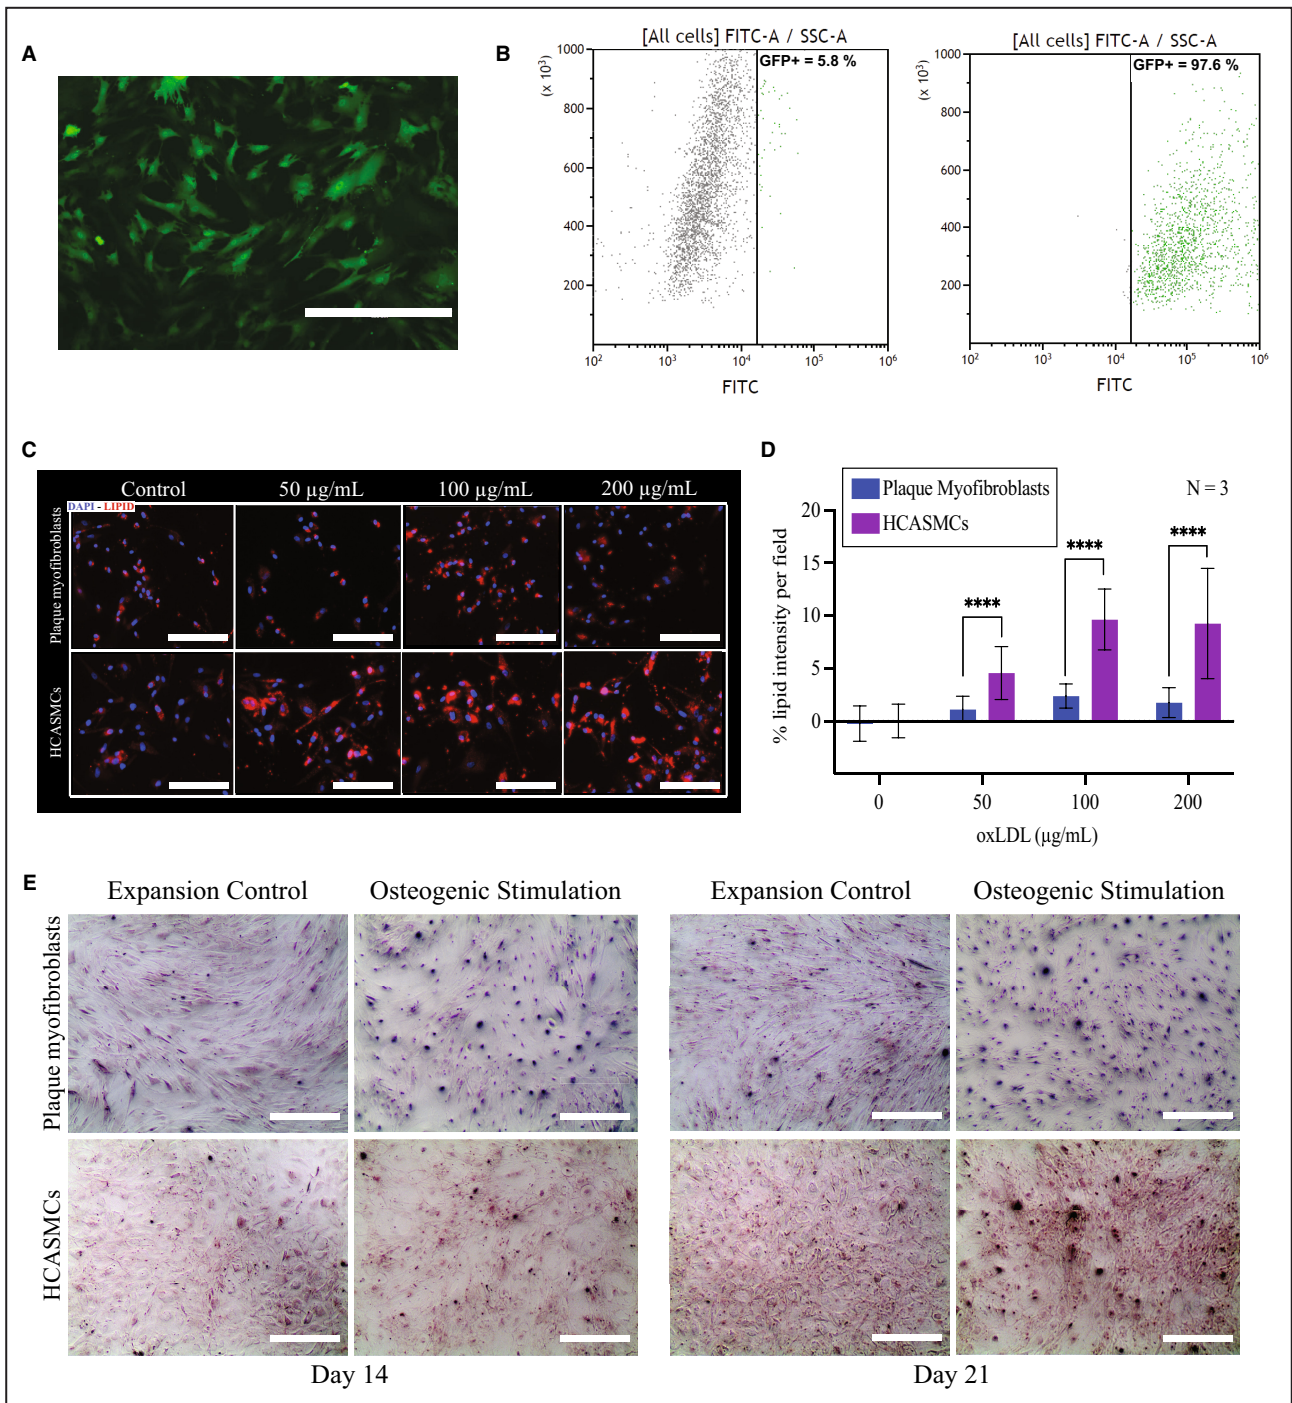 A
B
[All cells] FITC-A / SSC-A
GFP+ = 5.8 %
(x 10³)
1000
800
600
400
200
10² 10³ 10⁴ 10⁵ 10⁶
FITC
[All cells] FITC-A / SSC-A
GFP+ = 97.6 %
(x 10³)
1000
800
600
400
200
10² 10³ 10⁴ 10⁵ 10⁶
FITC
C
Control 50 µg/mL 100 µg/mL 200 µg/mL
DAPI - LIPID
Plaque myofibroblasts
HCASMCs
D
Plaque Myofibroblasts
HCASMCs
N = 3
% lipid intensity per field
20
15
10
5
0
****
****
****
0 50 100 200
oxLDL (µg/mL)
E
Expansion Control Osteogenic Stimulation Expansion Control Osteogenic Stimulation
Plaque myofibroblasts
HCASMCs
Day 14 Day 21